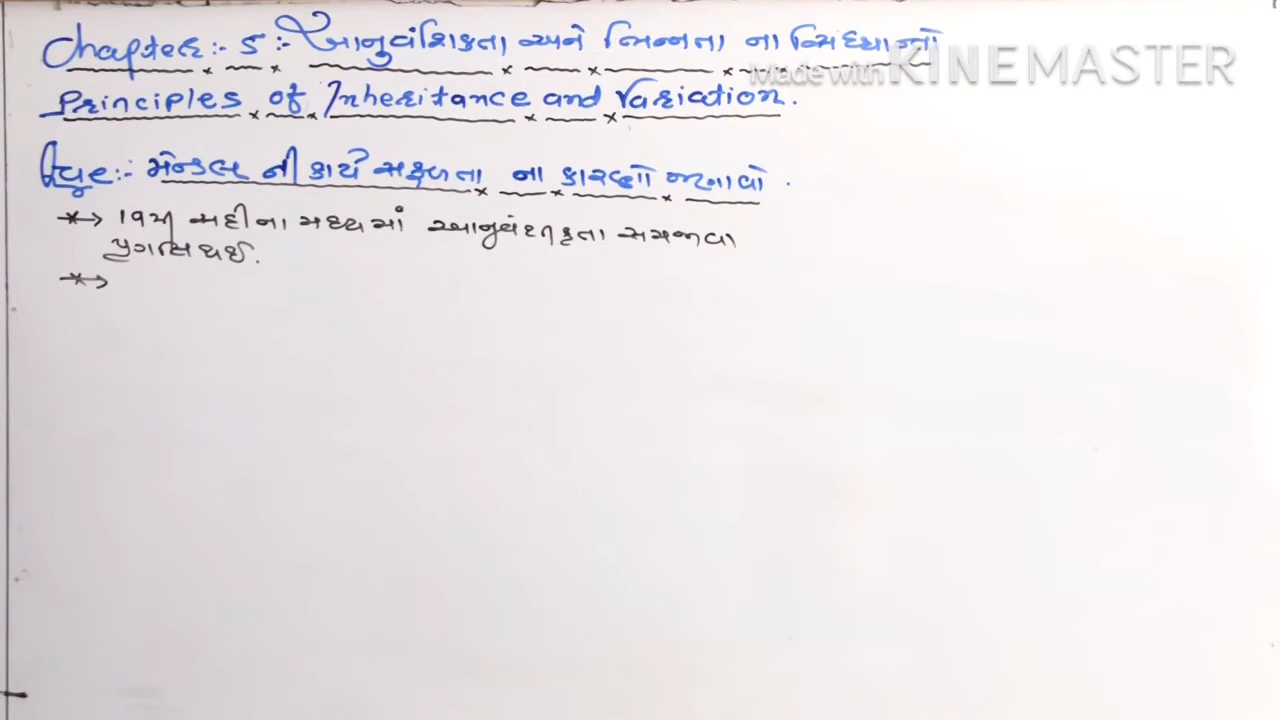 Chapter :- 5 :- આનુવંશિકતા અને ભિન્નતા ના સિધ્ધાંતો
Made with KINEMASTER
Principles of Inheritance and Variation.
મેન્ડલ ની કાર્ય સફળતા ના કારણો જણાવો.
* → 19મી સદીના મધ્યમાં આનુવંશીકતા સમજવા
પ્રગતિ થઈ.
* →